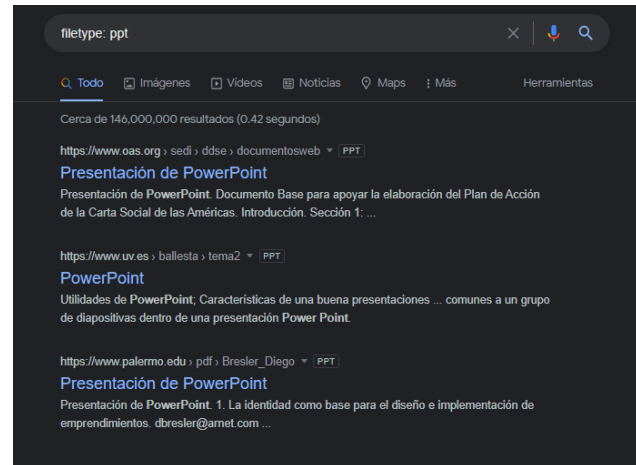 filetype: ppt
Todo Imágenes Vídeos Noticias Maps Más Herramientas
Cerca de 146,000,000 resultados (0.42 segundos)
https://www.oas.org › sedi › ddse › documentosweb PPT
Presentación de PowerPoint
Presentación de PowerPoint. Documento Base para apoyar la elaboración del Plan de Acción
de la Carta Social de las Américas. Introducción. Sección 1: ...
https://www.uv.es › ballesta › tema2 PPT
PowerPoint
Utilidades de PowerPoint; Características de una buena presentaciones ... comunes a un grupo
de diapositivas dentro de una presentación Power Point.
https://www.palermo.edu › pdf › Bresler_Diego PPT
Presentación de PowerPoint
Presentación de PowerPoint. 1. La identidad como base para el diseño e implementación de
emprendimientos. dbresler@arnet.com ...